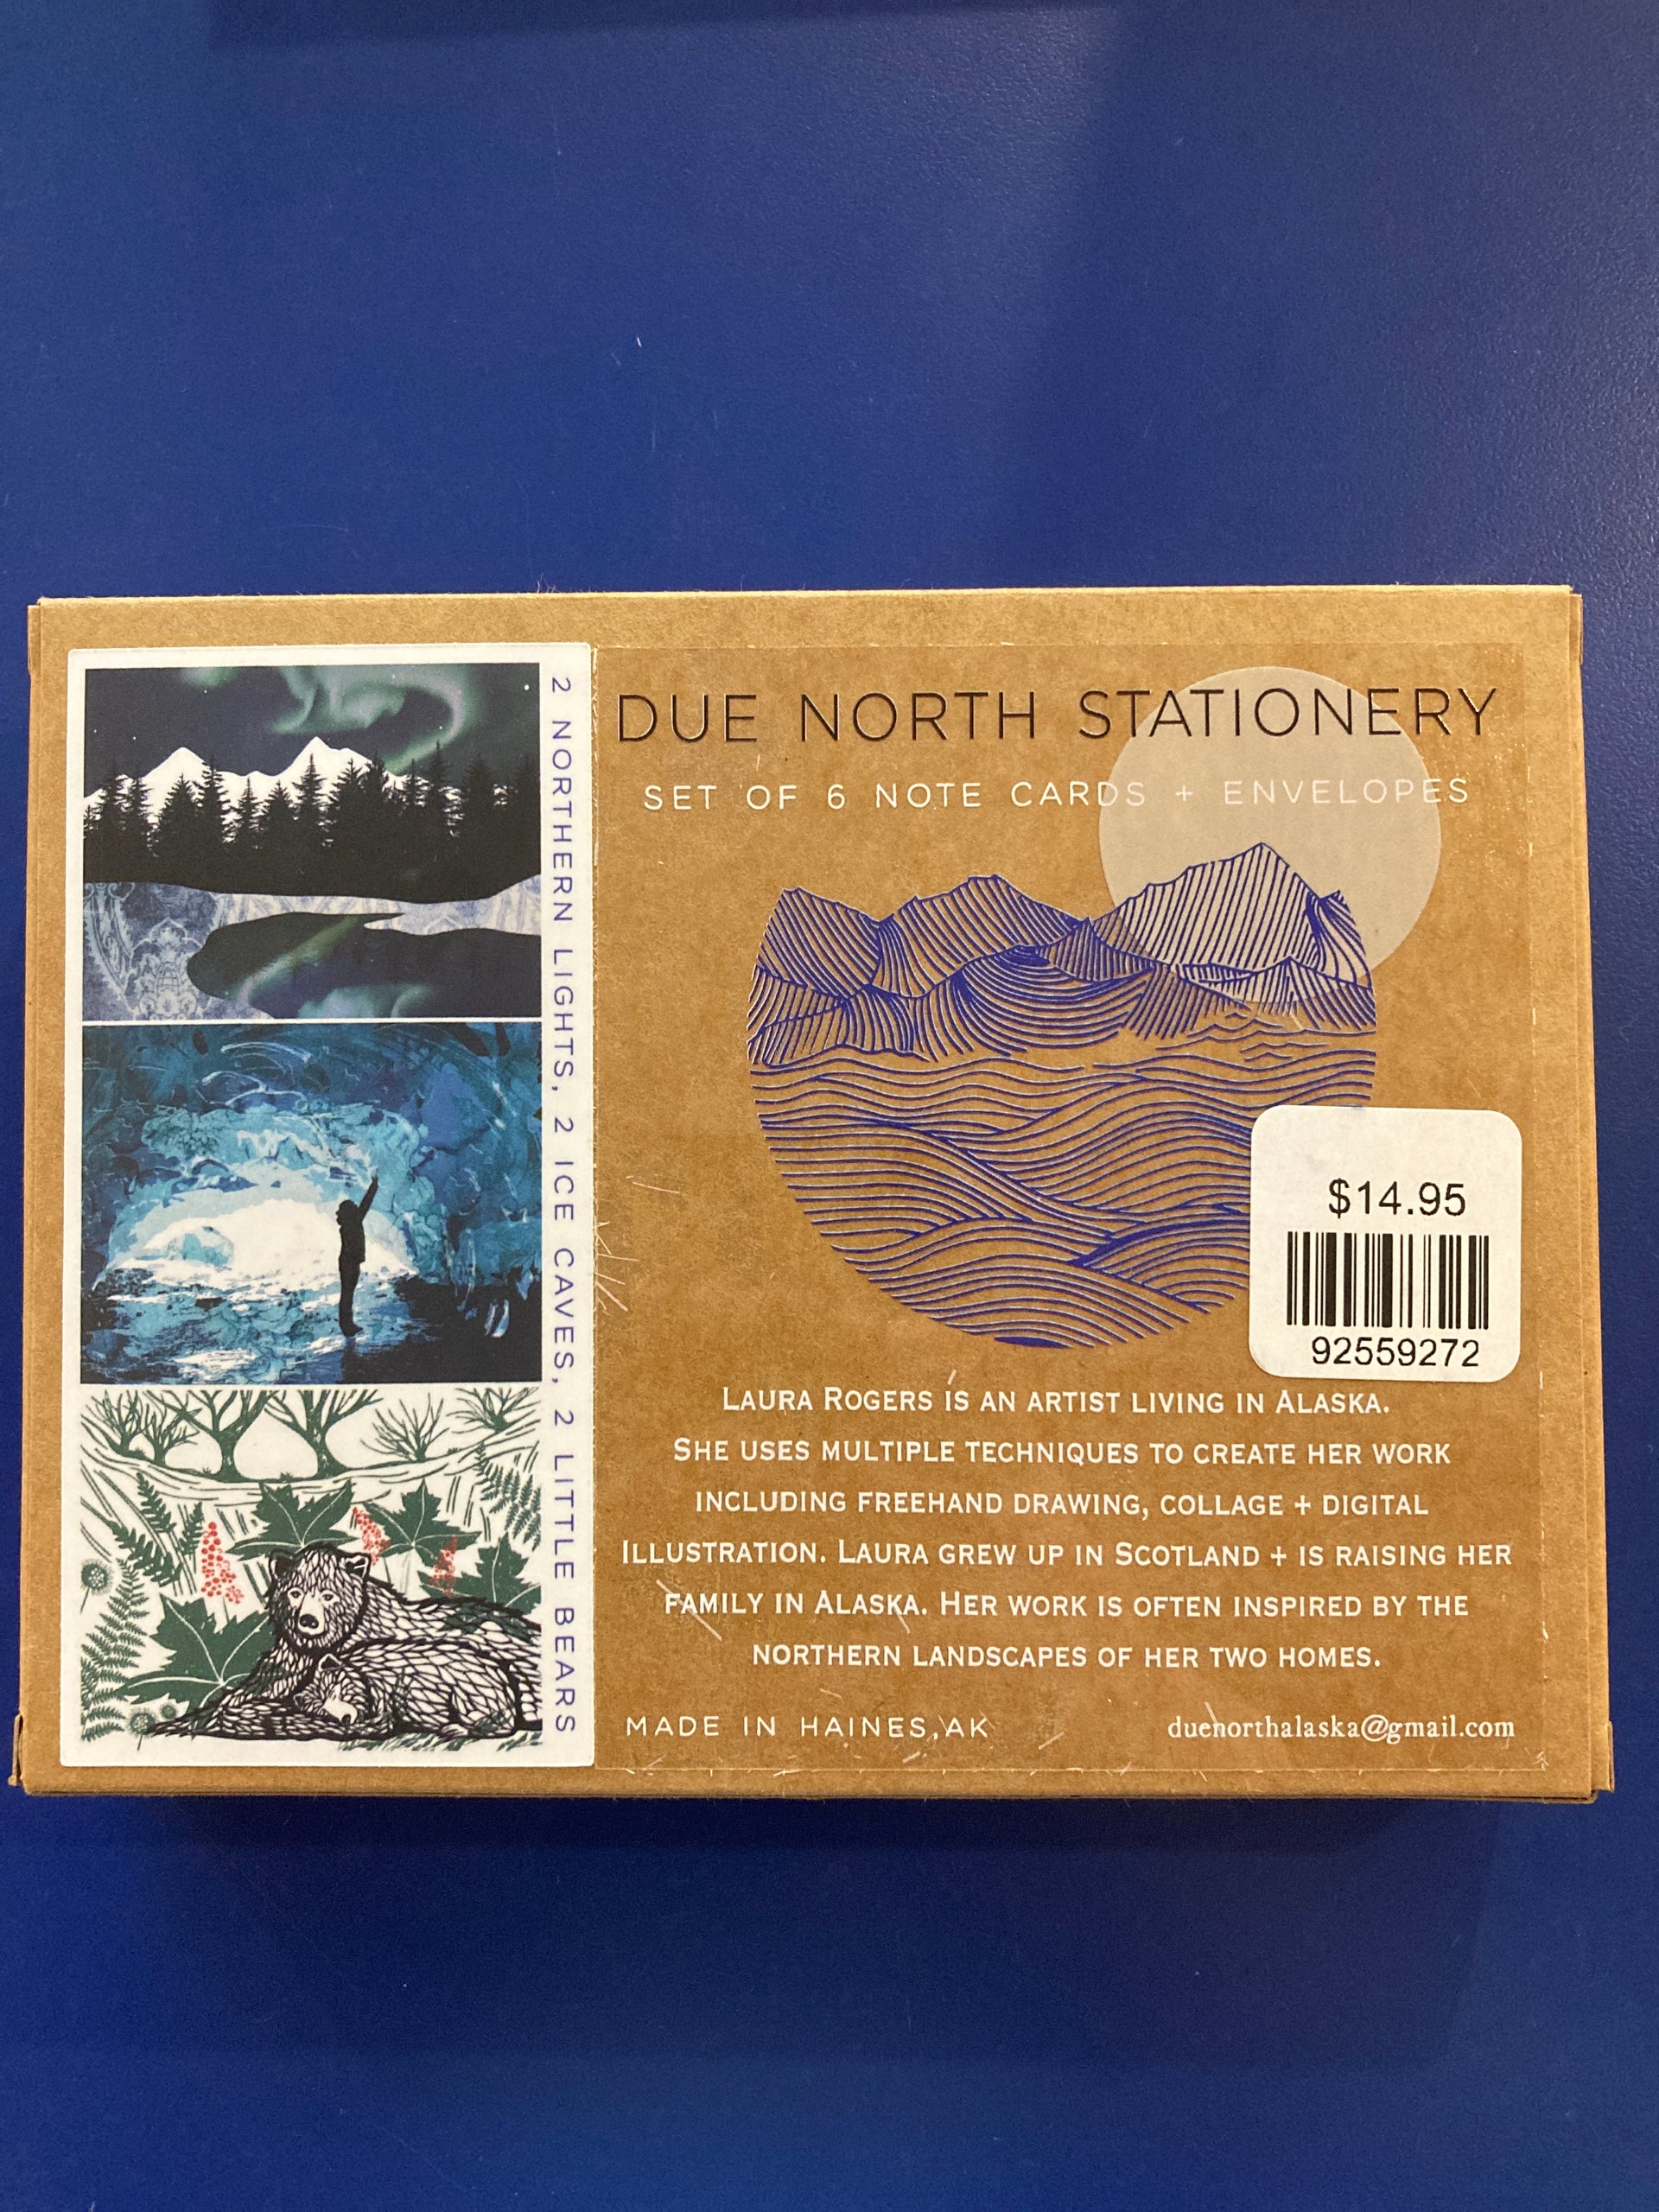 2 NORTHERN LIGHTS, 2 ICE CAVES, 2 LITTLE BEARS
DUE NORTH STATIONERY
SET OF 6 NOTE CARDS + ENVELOPES
$14.95
92559272
LAURA ROGERS IS AN ARTIST LIVING IN ALASKA.
SHE USES MULTIPLE TECHNIQUES TO CREATE HER WORK
INCLUDING FREEHAND DRAWING, COLLAGE + DIGITAL
ILLUSTRATION. LAURA GREW UP IN SCOTLAND + IS RAISING HER
FAMILY IN ALASKA. HER WORK IS OFTEN INSPIRED BY THE
NORTHERN LANDSCAPES OF HER TWO HOMES.
MADE IN HAINES,AK
duenorthalaska@gmail.com